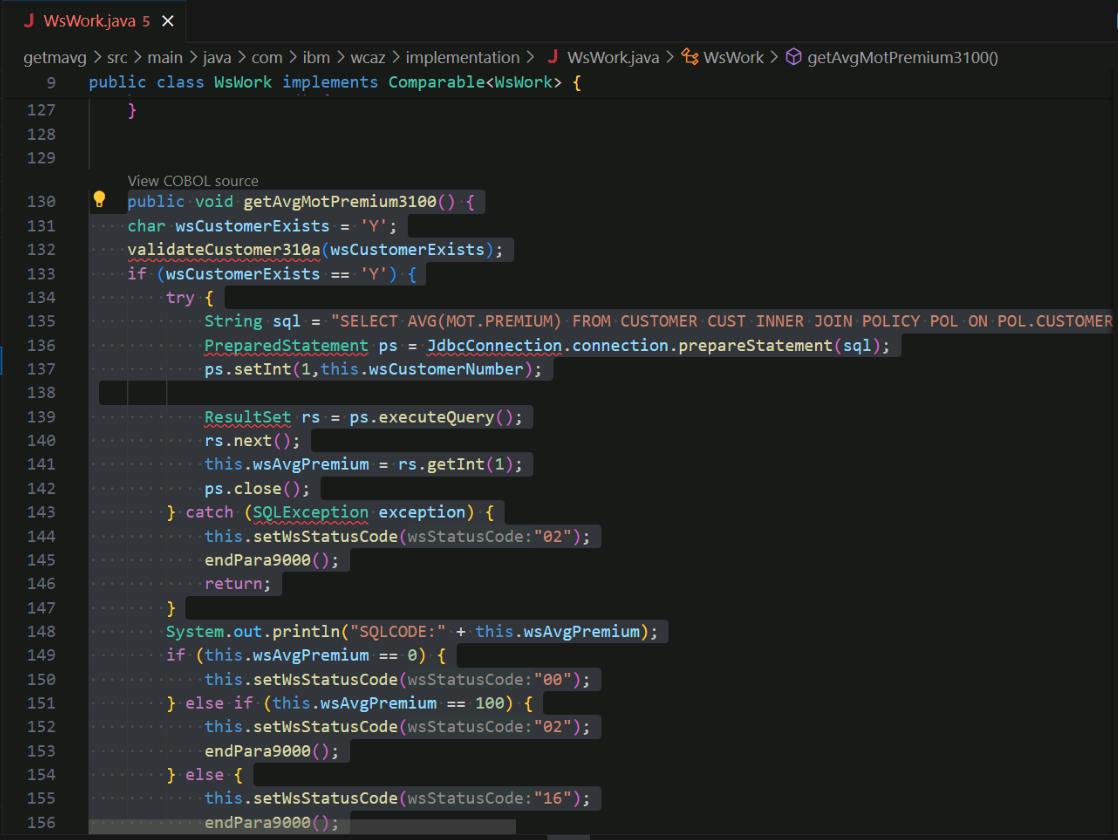 WsWork.java 5
getmavg > src > main > java > com > ibm > wcaz > implementation > WsWork.java > WsWork > getAvgMotPremium3100()
9 public class WsWork implements Comparable<WsWork> {
127 }
128
129
View COBOL source
130 public void getAvgMotPremium3100() {
131 char wsCustomerExists = 'Y';
132 validateCustomer310a(wsCustomerExists);
133 if (wsCustomerExists == 'Y') {
134 try {
135 String sql = "SELECT AVG(MOT.PREMIUM) FROM CUSTOMER CUST INNER JOIN POLICY POL ON POL.CUSTOMER
136 PreparedStatement ps = JdbcConnection.connection.prepareStatement(sql);
137 ps.setInt(1,this.wsCustomerNumber);
138
139 ResultSet rs = ps.executeQuery();
140 rs.next();
141 this.wsAvgPremium = rs.getInt(1);
142 ps.close();
143 } catch (SQLException exception) {
144 this.setWsStatusCode(wsStatusCode:"02");
145 endPara9000();
146 return;
147 }
148 System.out.println("SQLCODE:" + this.wsAvgPremium);
149 if (this.wsAvgPremium == 0) {
150 this.setWsStatusCode(wsStatusCode:"00");
151 } else if (this.wsAvgPremium == 100) {
152 this.setWsStatusCode(wsStatusCode:"02");
153 endPara9000();
154 } else {
155 this.setWsStatusCode(wsStatusCode:"16");
156 endPara9000();